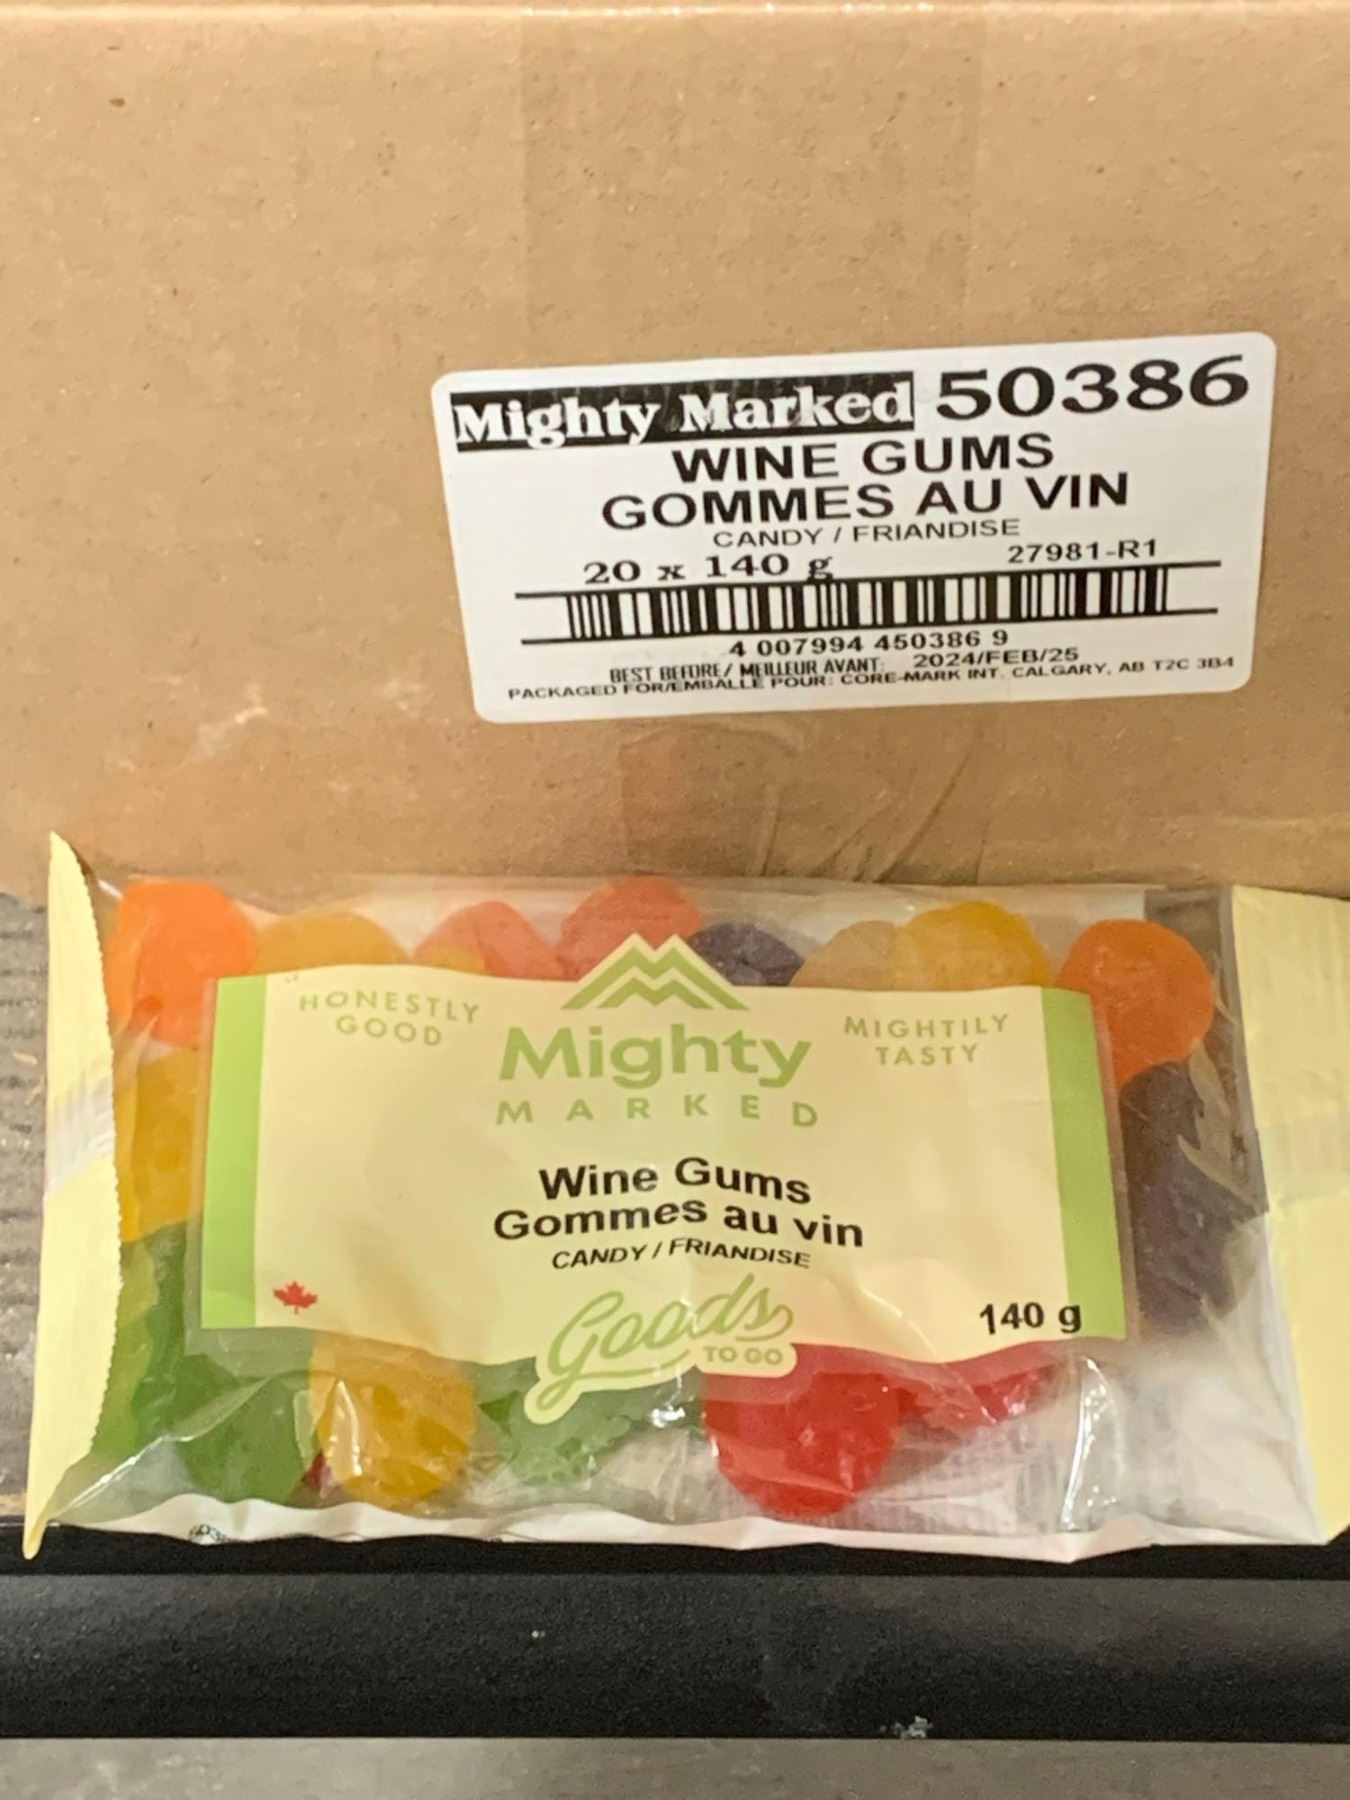 Mighty Marked 50386
WINE GUMS
GOMMES AU VIN
CANDY / FRIANDISE
20 x 140 g 27981-R1
4 007994 450386 9
BEST BEFORE/ MEILLEUR AVANT: 2024/FEB/25
PACKAGED FOR/EMBALLÉ POUR: CORE-MARK INT. CALGARY, AB T2C 3B4
HONESTLY
GOOD
Mighty
MARKED
MIGHTILY
TASTY
Wine Gums
Gommes au vin
CANDY / FRIANDISE
Goods
TO GO
140 g